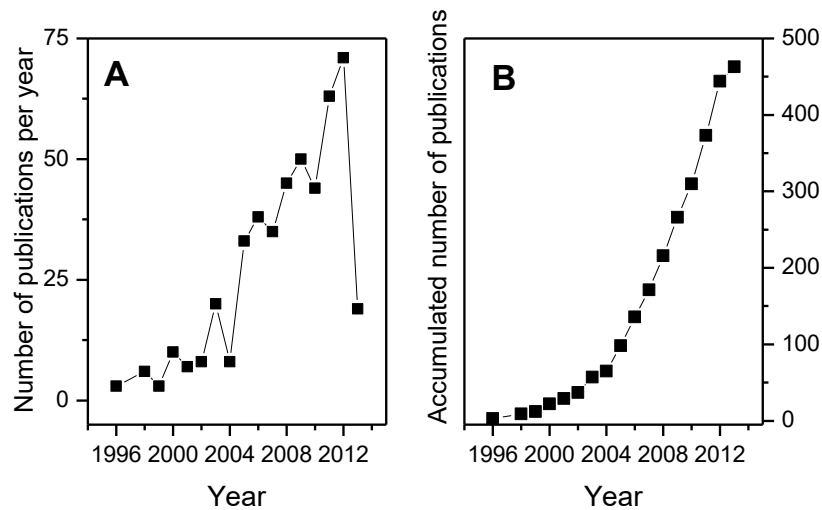 A
Number of publications per year
75
50
25
0
1996 2000 2004 2008 2012
Year
B
Accumulated number of publications
500
400
300
200
100
0
1996 2000 2004 2008 2012
Year